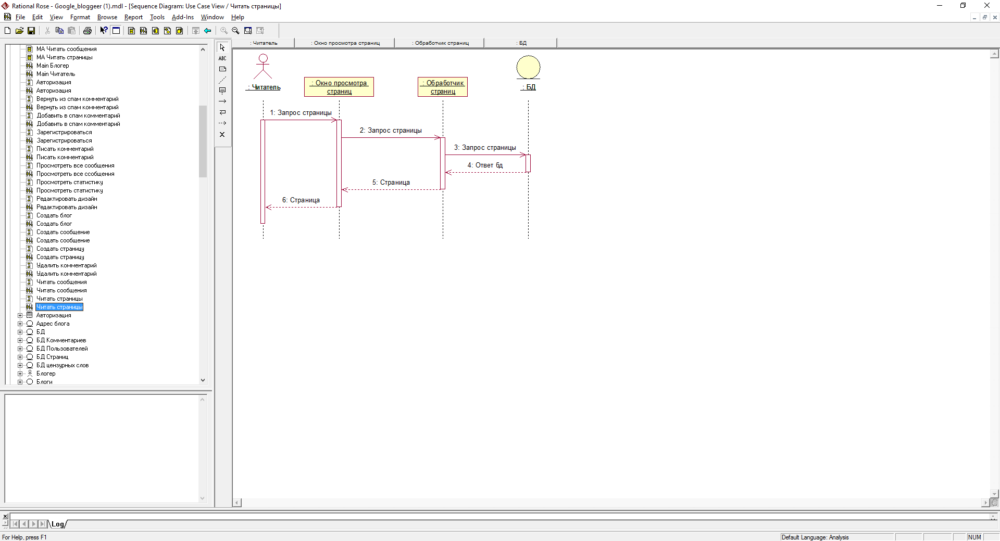 Rational Rose - Google_bloggeer (1).mdl - [Sequence Diagram: Use Case View / Читать страницы]
File Edit View Format Browse Report Tools Add-Ins Window Help
: Читатель : Окно просмотра страниц : Обработчик страниц : БД
МА Читать сообщения
МА Читать страницы
Main Блогер
Main Читатель
Авторизация
Авторизация
Вернуть из спам комментарий
Вернуть из спам комментарий
Добавить в спам комментарий
Добавить в спам комментарий
Зарегистрироваться
Зарегистрироваться
Писать комментарий
Писать комментарий
Просмотреть все сообщения
Просмотреть все ссобщения
Просмотреть статистику
Просмотреть статистику
Редактировать дизайн
Редактировать дизайн
Создать блог
Создать блог
Создать сообщение
Создать сообщение
Создать страницу
Создать страницу
Удалить комментарий
Удалить комментарий
Читать сообщения
Читать сообщения
Читать страницы
Читать страницы
Авторизация
Адрес блога
БД
БД Комментариев
БД Пользователей
БД Страниц
БД цензурных слов
Блогер
Блоги
ABC
: Читатель
: Окно просмотра
страниц
: Обработчик
страниц
: БД
1: Запрос страницы
2: Запрос страницы
3: Запрос страницы
4: Ответ бд
5: Страница
6: Страница
Log
For Help, press F1
Default Language: Analysis
NUM